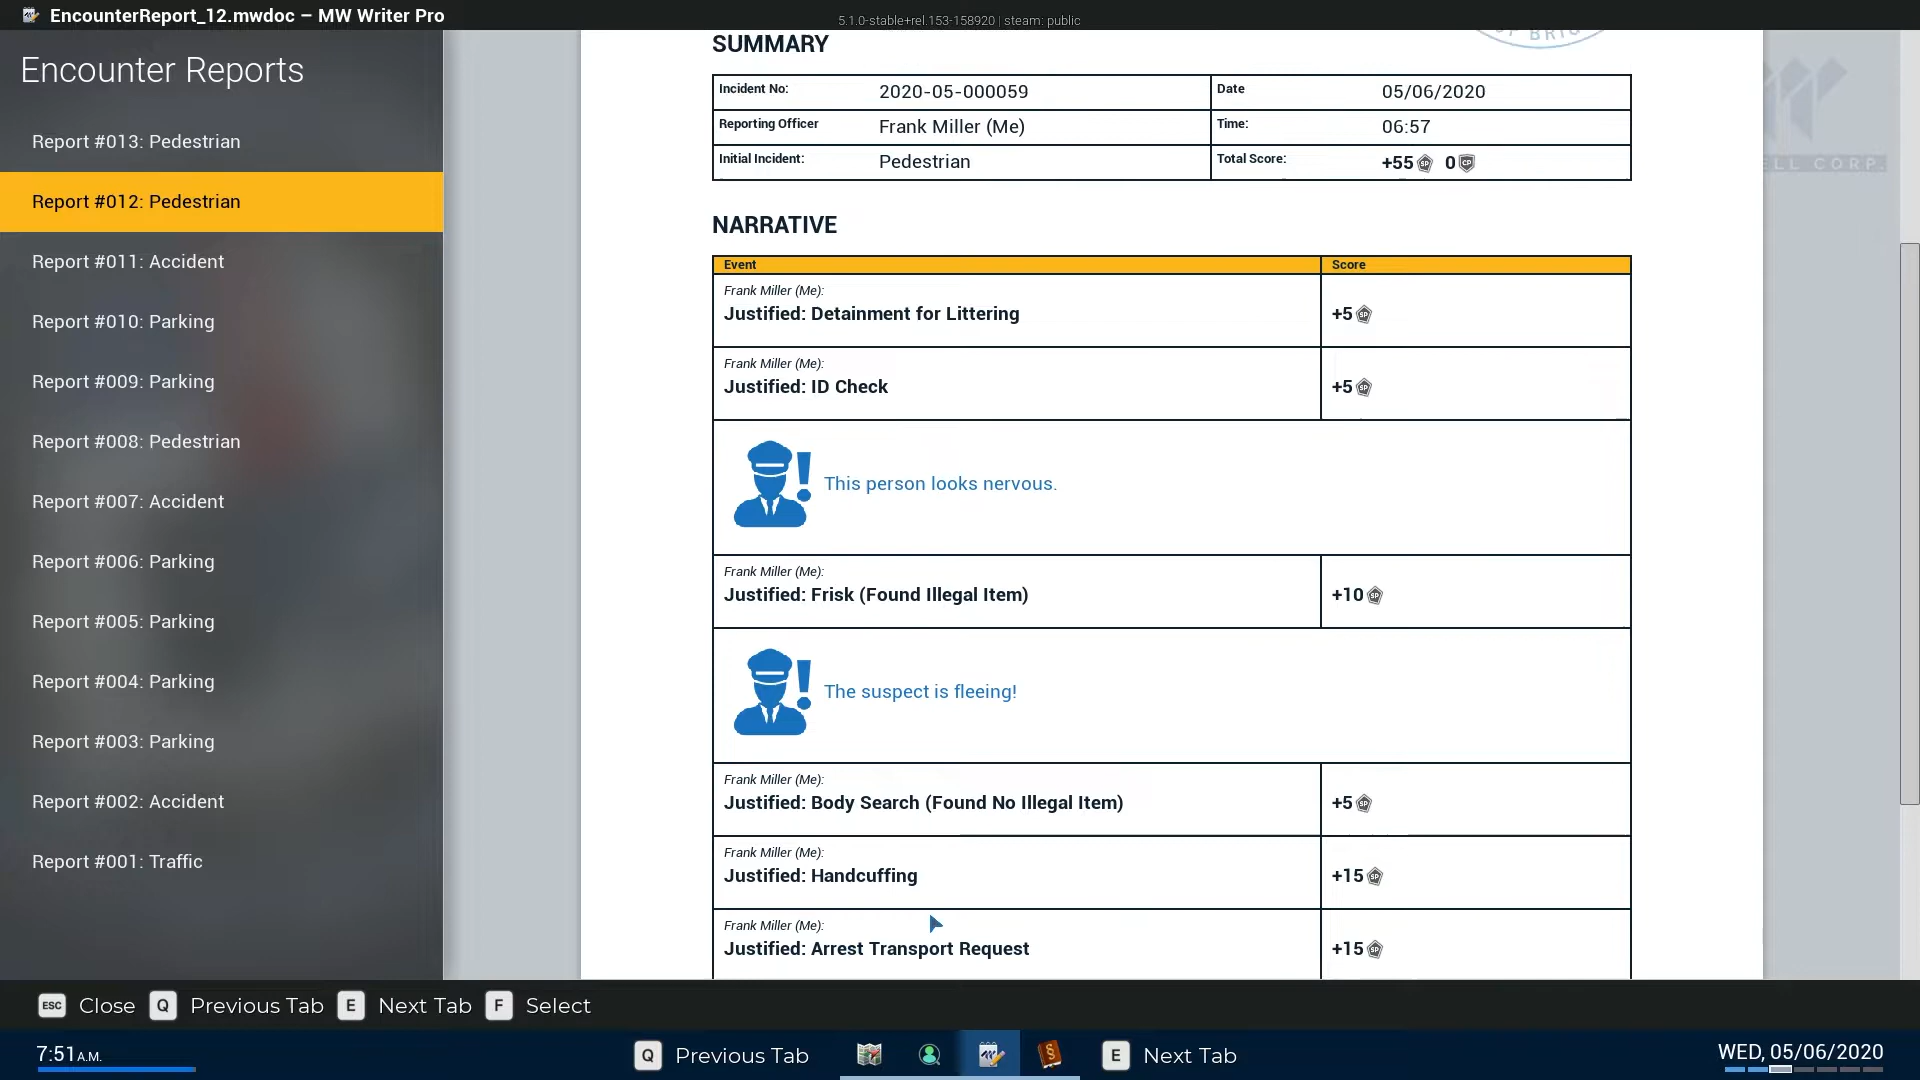 EncounterReport_12.mwdoc – MW Writer Pro
5.1.0-stable+rel.153-158920 | steam: public
Encounter Reports
Report #013: Pedestrian
Report #012: Pedestrian
Report #011: Accident
Report #010: Parking
Report #009: Parking
Report #008: Pedestrian
Report #007: Accident
Report #006: Parking
Report #005: Parking
Report #004: Parking
Report #003: Parking
Report #002: Accident
Report #001: Traffic
SUMMARY
Incident No: 2020-05-000059 Date 05/06/2020
Reporting Officer Frank Miller (Me) Time: 06:57
Initial Incident: Pedestrian Total Score: +55 SP 0 CP
NARRATIVE
Event Score
Frank Miller (Me):
Justified: Detainment for Littering +5 SP
Frank Miller (Me):
Justified: ID Check +5 SP
This person looks nervous.
Frank Miller (Me):
Justified: Frisk (Found Illegal Item) +10 SP
The suspect is fleeing!
Frank Miller (Me):
Justified: Body Search (Found No Illegal Item) +5 SP
Frank Miller (Me):
Justified: Handcuffing +15 SP
Frank Miller (Me):
Justified: Arrest Transport Request +15 SP
ESC Close Q Previous Tab E Next Tab F Select
7:51 A.M. Q Previous Tab E Next Tab WED, 05/06/2020